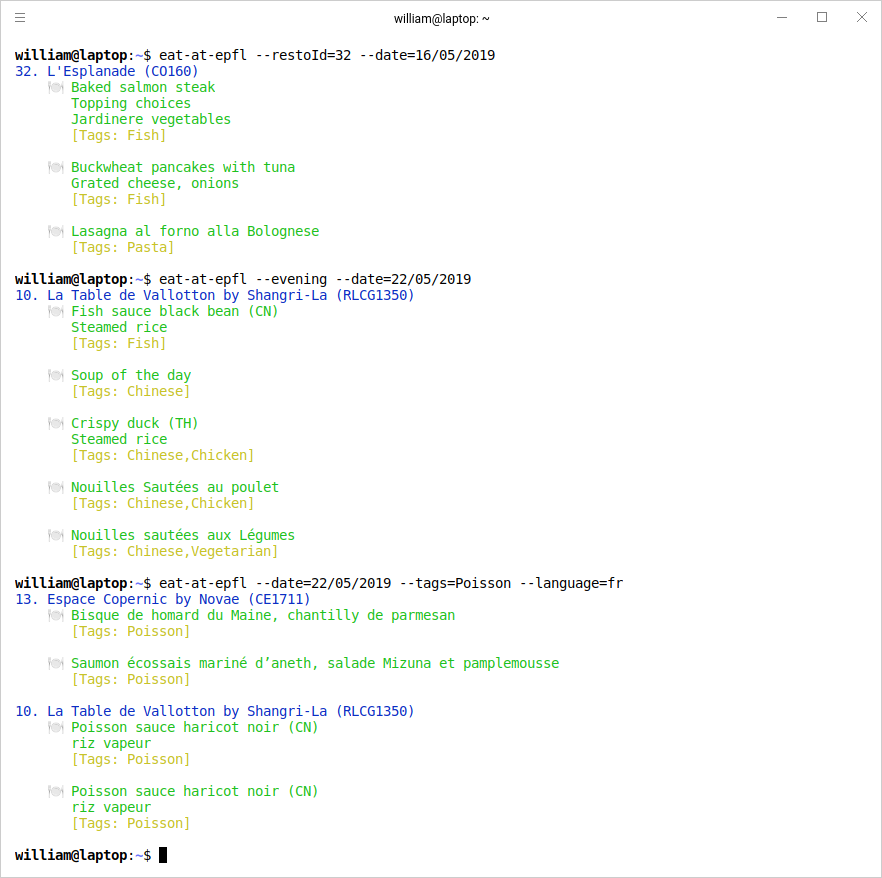 william@laptop: ~
william@laptop:~$ eat-at-epfl --restoId=32 --date=16/05/2019
32. L'Esplanade (CO160)
🍽 Baked salmon steak
Topping choices
Jardinere vegetables
[Tags: Fish]
🍽 Buckwheat pancakes with tuna
Grated cheese, onions
[Tags: Fish]
🍽 Lasagna al forno alla Bolognese
[Tags: Pasta]
william@laptop:~$ eat-at-epfl --evening --date=22/05/2019
10. La Table de Vallotton by Shangri-La (RLCG1350)
🍽 Fish sauce black bean (CN)
Steamed rice
[Tags: Fish]
🍽 Soup of the day
[Tags: Chinese]
🍽 Crispy duck (TH)
Steamed rice
[Tags: Chinese,Chicken]
🍽 Nouilles Sautées au poulet
[Tags: Chinese,Chicken]
🍽 Nouilles sautées aux Légumes
[Tags: Chinese,Vegetarian]
william@laptop:~$ eat-at-epfl --date=22/05/2019 --tags=Poisson --language=fr
13. Espace Copernic by Novae (CE1711)
🍽 Bisque de homard du Maine, chantilly de parmesan
[Tags: Poisson]
🍽 Saumon écossais mariné d’aneth, salade Mizuna et pamplemousse
[Tags: Poisson]
10. La Table de Vallotton by Shangri-La (RLCG1350)
🍽 Poisson sauce haricot noir (CN)
riz vapeur
[Tags: Poisson]
🍽 Poisson sauce haricot noir (CN)
riz vapeur
[Tags: Poisson]
william@laptop:~$